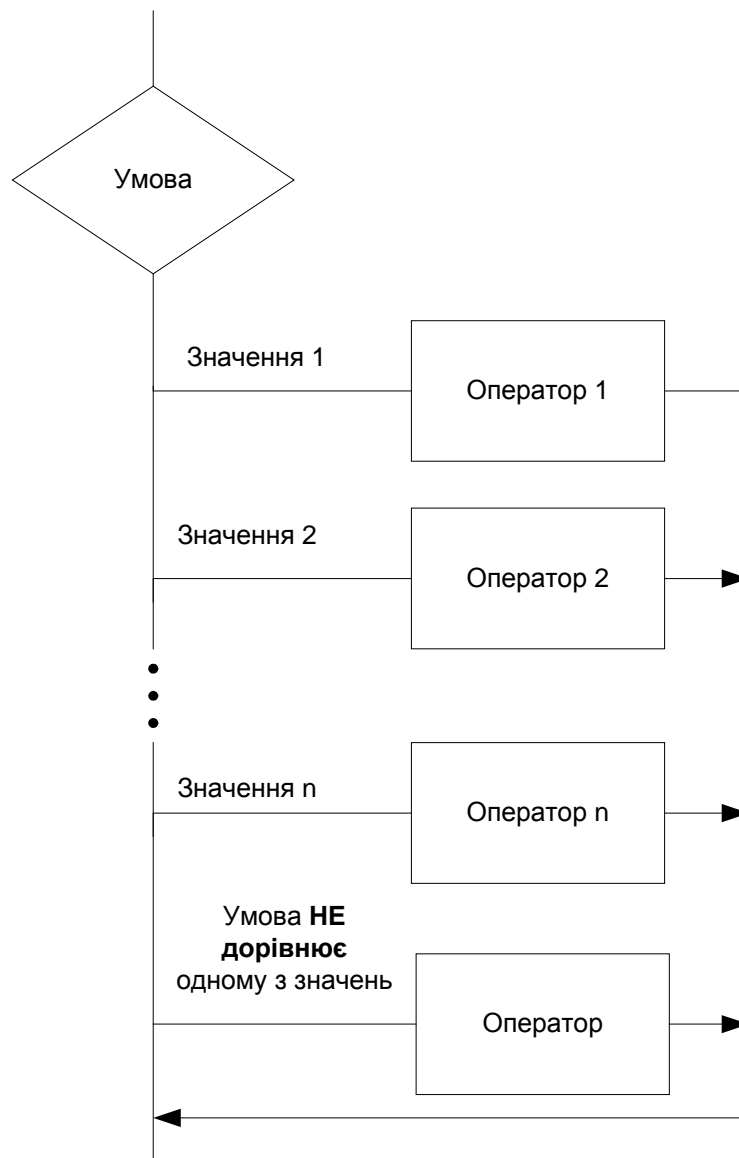 Умова
Значення 1
Оператор 1
Значення 2
Оператор 2
Значення n
Оператор n
Умова НЕ
дорівнює
одному з значень
Оператор